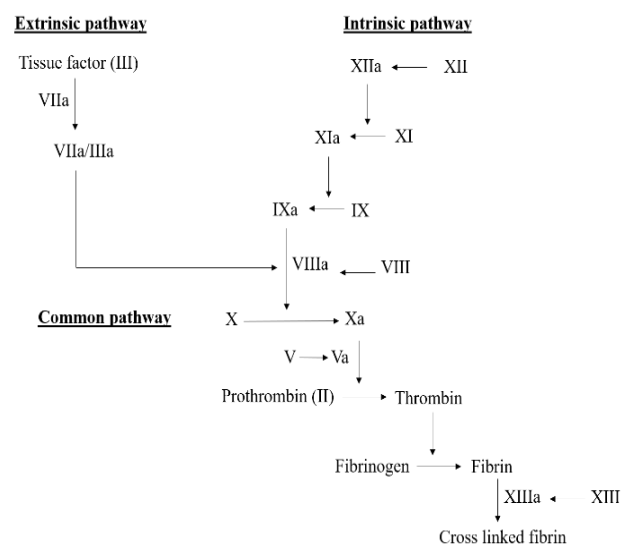 Extrinsic pathway
Intrinsic pathway
Tissue factor (III)
XIIa
XII
VIIa
XIa
XI
VIIa/IIIa
IXa
IX
VIIIa
VIII
Common pathway
X
Xa
V
Va
Prothrombin (II)
Thrombin
Fibrinogen
Fibrin
XIIIa
XIII
Cross linked fibrin